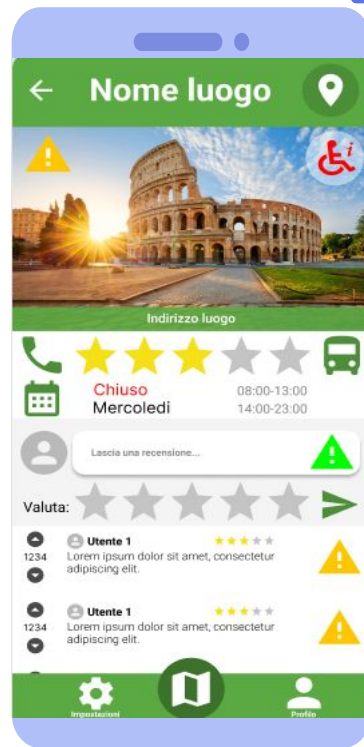 Nome luogo
i
Indirizzo luogo
Chiuso 08:00-13:00
Mercoledi 14:00-23:00
Lascia una recensione...
Valuta:
Utente 1
1234 Lorem ipsum dolor sit amet, consectetur
adipiscing elit.
Utente 1
1234 Lorem ipsum dolor sit amet, consectetur
adipiscing elit.
Impostazioni Profilo